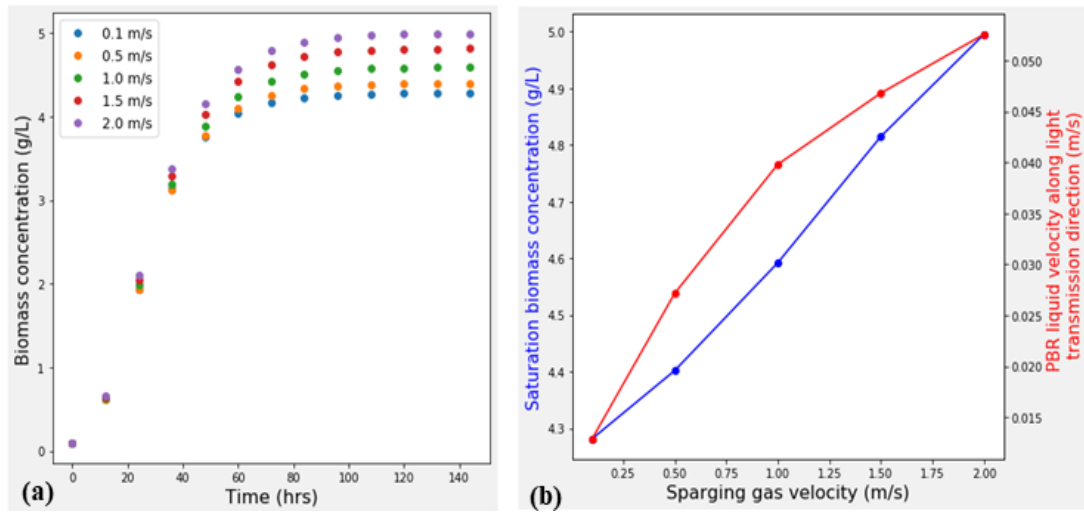 0.1 m/s
0.5 m/s
1.0 m/s
1.5 m/s
2.0 m/s
5
4
3
2
1
0
Biomass concentration (g/L)
0
20
40
60
80
100
120
140
Time (hrs)
(a)
Saturation biomass concentration (g/L)
5.0
4.9
4.8
4.7
4.6
4.5
4.4
4.3
0.25
0.50
0.75
1.00
1.25
1.50
1.75
2.00
Sparging gas velocity (m/s)
0.050
0.045
0.040
0.035
0.030
0.025
0.020
0.015
PBR liquid velocity along light
transmission direction (m/s)
(b)